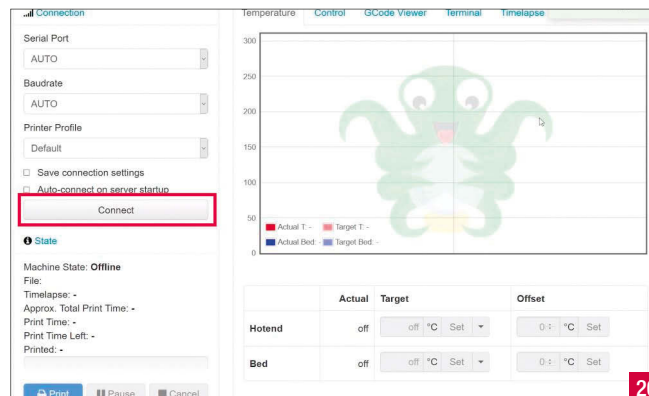 Connection
Serial Port
AUTO
Baudrate
AUTO
Printer Profile
Default
Save connection settings
Auto-connect on server startup
Connect
State
Machine State: Offline
File:
Timelapse: -
Approx. Total Print Time: -
Print Time: -
Print Time Left: -
Printed: -
Print Pause Cancel
Temperature Control GCode Viewer Terminal Timelapse
300
250
200
150
100
50
0
Actual T: - Target T: -
Actual Bed: - Target Bed: -
Actual Target Offset
Hotend off off °C Set 0 °C Set
Bed off off °C Set 0 °C Set